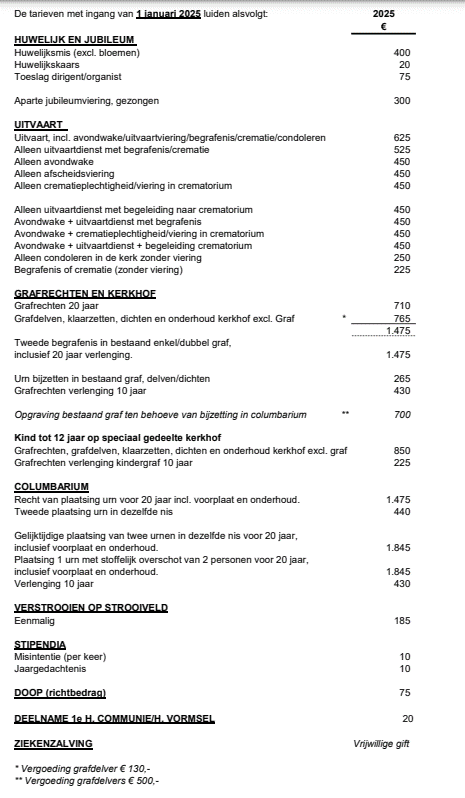 De tarieven met ingang van 1 januari 2025 luiden alsvolgt: 2025
€
HUWELIJK EN JUBILEUM
Huwelijksmis (excl. bloemen) 400
Huwelijkskaars 20
Toeslag dirigent/organist 75
Aparte jubileumviering, gezongen 300
UITVAART
Uitvaart, incl. avondwake/uitvaartviering/begrafenis/crematie/condoleren 625
Alleen uitvaartdienst met begrafenis/crematie 525
Alleen avondwake 450
Alleen afscheidsviering 450
Alleen crematieplechtigheid/viering in crematorium 450
Alleen uitvaartdienst met begeleiding naar crematorium 450
Avondwake + uitvaartdienst met begrafenis 450
Avondwake + crematieplechtigheid/viering in crematorium 450
Avondwake + uitvaartdienst + begeleiding crematorium 450
Alleen condoleren in de kerk zonder viering 250
Begrafenis of crematie (zonder viering) 225
GRAFRECHTEN EN KERKHOF
Grafrechten 20 jaar 710
Grafdelven, klaarzetten, dichten en onderhoud kerkhof excl. Graf * 765
1.475
Tweede begrafenis in bestaand enkel/dubbel graf,
inclusief 20 jaar verlenging. 1.475
Urn bijzetten in bestaand graf, delven/dichten 265
Grafrechten verlenging 10 jaar 430
Opgraving bestaand graf ten behoeve van bijzetting in columbarium ** 700
Kind tot 12 jaar op speciaal gedeelte kerkhof
Grafrechten, grafdelven, klaarzetten, dichten en onderhoud kerkhof excl. graf 850
Grafrechten verlenging kindergraf 10 jaar 225
COLUMBARIUM
Recht van plaatsing urn voor 20 jaar incl. voorplaat en onderhoud. 1.475
Tweede plaatsing urn in dezelfde nis 440
Gelijktijdige plaatsing van twee urnen in dezelfde nis voor 20 jaar,
inclusief voorplaat en onderhoud. 1.845
Plaatsing 1 urn met stoffelijk overschot van 2 personen voor 20 jaar,
inclusief voorplaat en onderhoud. 1.845
Verlenging 10 jaar 430
VERSTROOIEN OP STROOIVELD
Eenmalig 185
STIPENDIA
Misintentie (per keer) 10
Jaargedachtenis 10
DOOP (richtbedrag) 75
DEELNAME 1e H. COMMUNIE/H. VORMSEL 20
ZIEKENZALVING Vrijwillige gift
* Vergoeding grafdelver € 130,-
** Vergoeding grafdelvers € 500,-